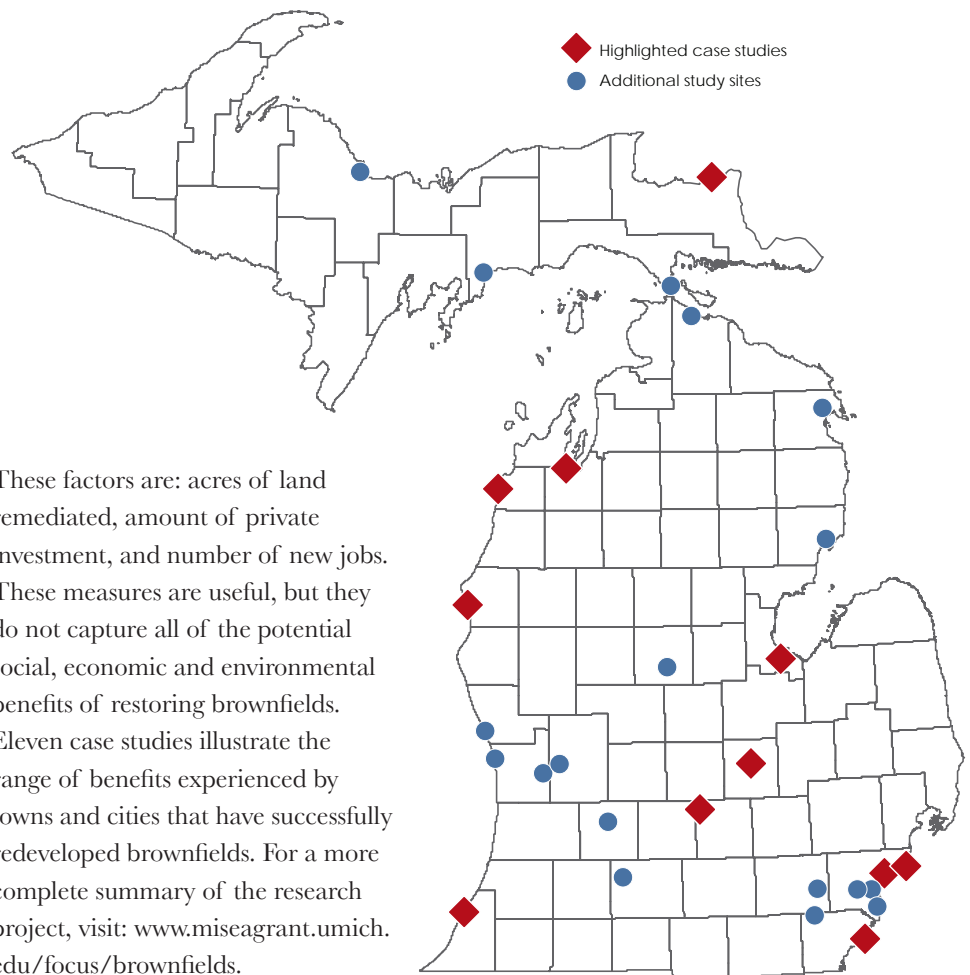 Highlighted case studies
Additional study sites
These factors are: acres of land
remediated, amount of private
investment, and number of new jobs.
These measures are useful, but they
do not capture all of the potential
social, economic and environmental
benefits of restoring brownfields.
Eleven case studies illustrate the
range of benefits experienced by
towns and cities that have successfully
redeveloped brownfields. For a more
complete summary of the research
project, visit: www.miseagrant.umich.
edu/focus/brownfields.